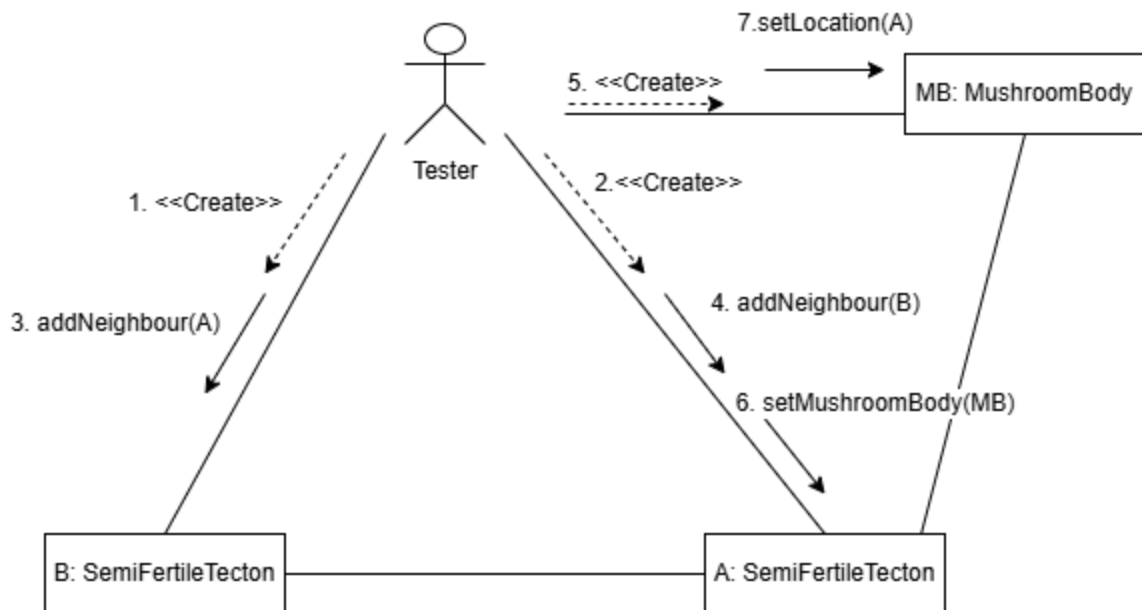 7.setLocation(A)
5. <<Create>>
MB: MushroomBody
Tester
1. <<Create>>
2.<<Create>>
3. addNeighbour(A)
4. addNeighbour(B)
6. setMushroomBody(MB)
B: SemiFertileTecton
A: SemiFertileTecton